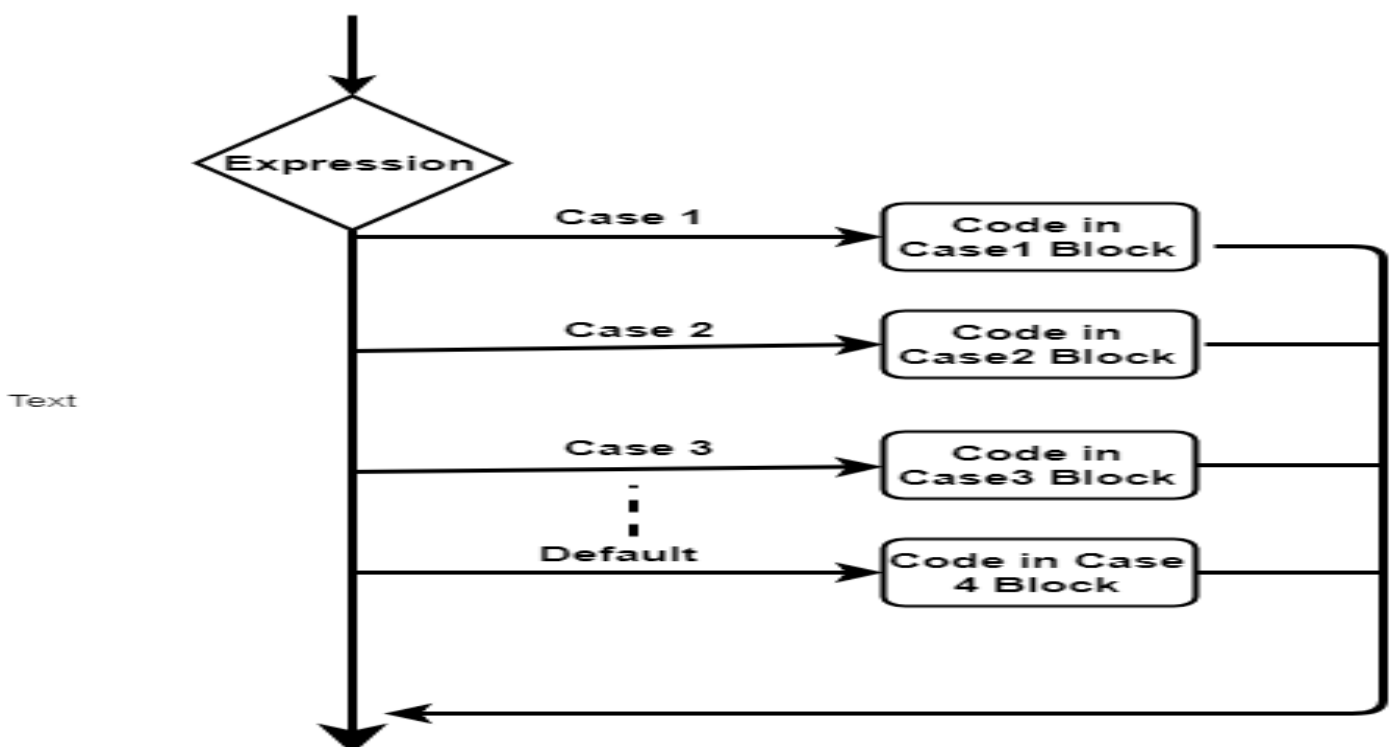 Expression
Case 1
Code in
Case1 Block
Case 2
Code in
Case2 Block
Text
Case 3
Code in
Case3 Block
Default
Code in Case
4 Block